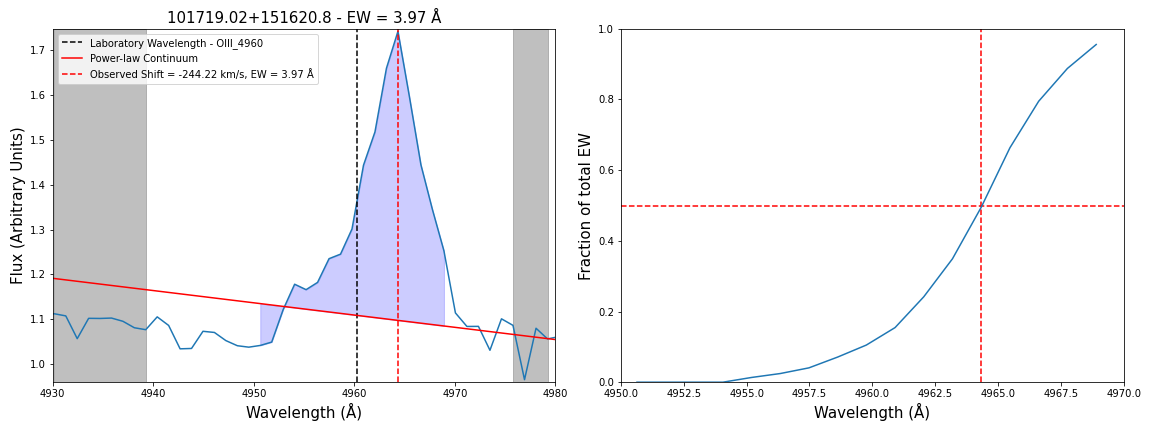 101719.02+151620.8 - EW = 3.97 Å
Laboratory Wavelength - OIII_4960
Power-law Continuum
Observed Shift = -244.22 km/s, EW = 3.97 Å
Flux (Arbitrary Units)
1.7
1.6
1.5
1.4
1.3
1.2
1.1
1.0
4930 4940 4950 4960 4970 4980
Wavelength (Å)
Fraction of total EW
1.0
0.8
0.6
0.4
0.2
0.0
4950.0 4952.5 4955.0 4957.5 4960.0 4962.5 4965.0 4967.5 4970.0
Wavelength (Å)